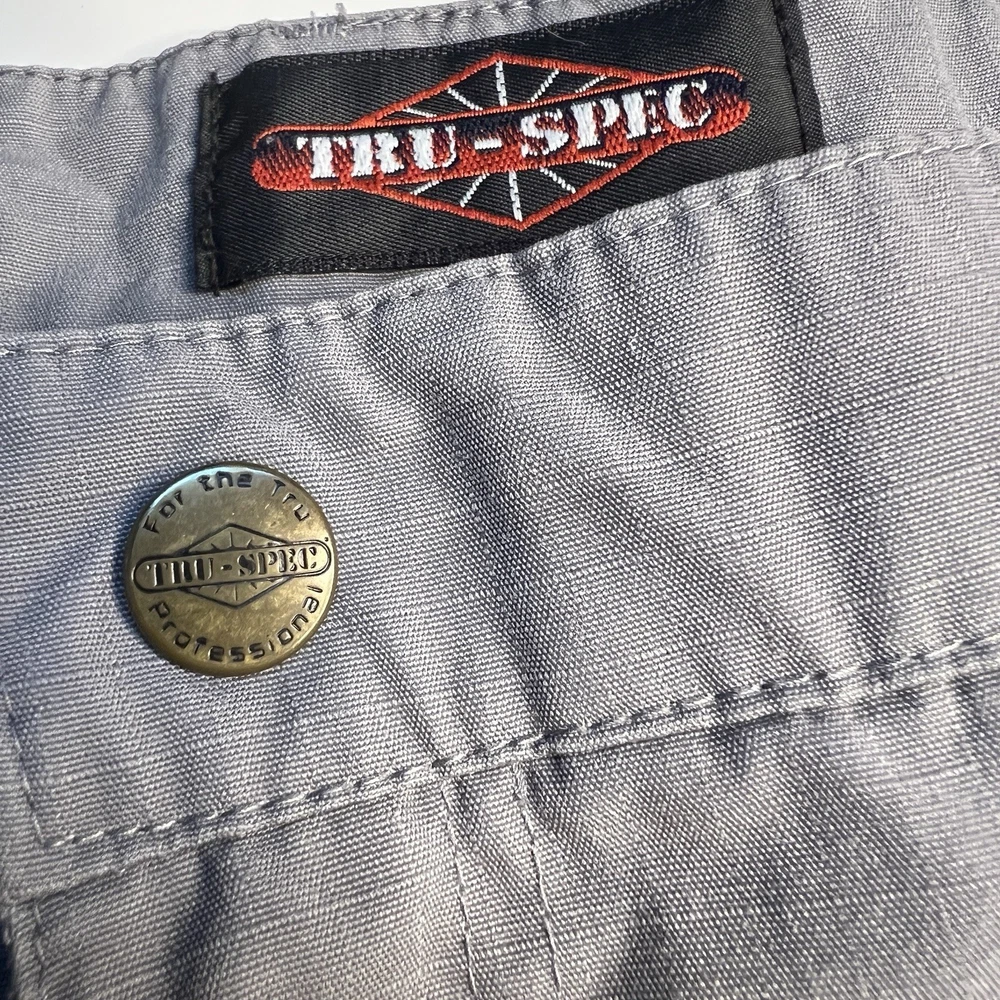 TRU-SPEC
For the Tru
TRU-SPEC
Professional